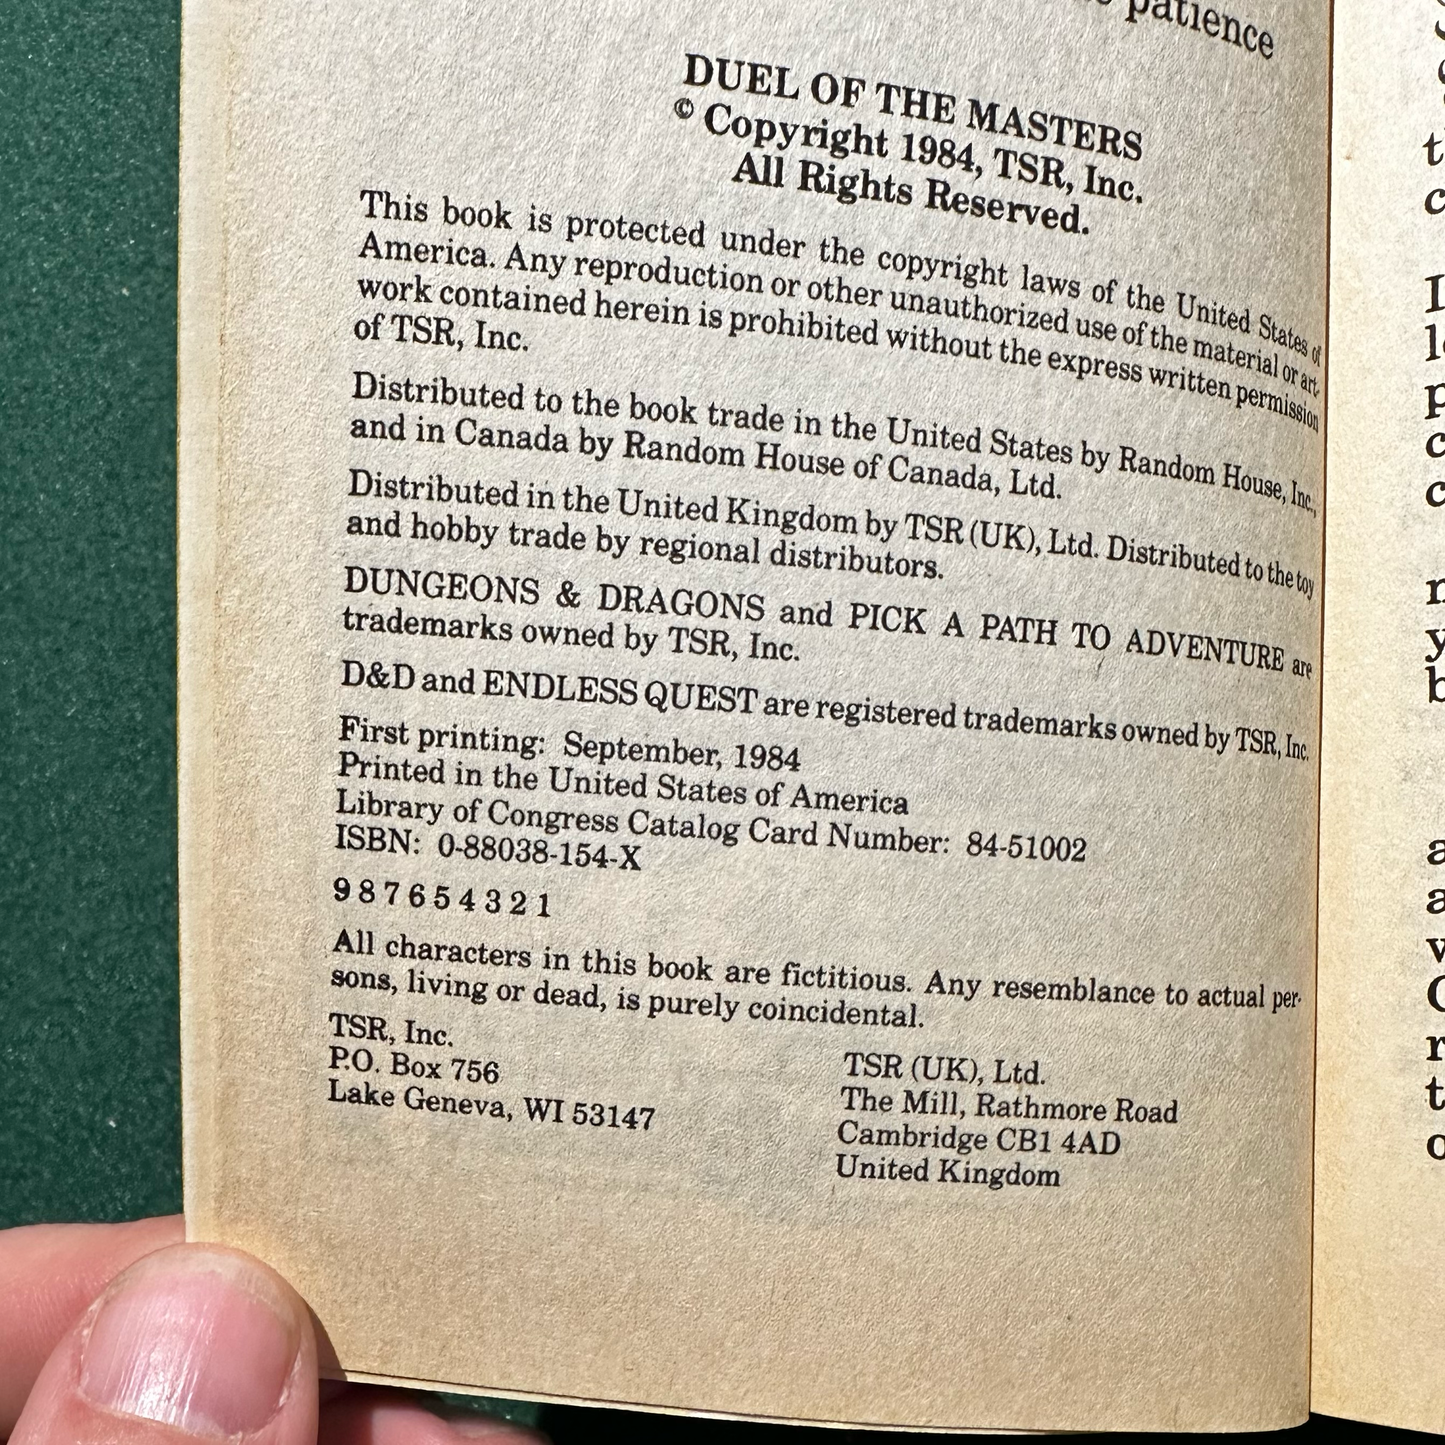 patience
DUEL OF THE MASTERS
© Copyright 1984, TSR, Inc.
All Rights Reserved.
This book is protected under the copyright laws of the United States of
America. Any reproduction or other unauthorized use of the material or art-
work contained herein is prohibited without the express written permission
of TSR, Inc.
Distributed to the book trade in the United States by Random House, Inc.,
and in Canada by Random House of Canada, Ltd.
Distributed in the United Kingdom by TSR (UK), Ltd. Distributed to the toy
and hobby trade by regional distributors.
DUNGEONS & DRAGONS and PICK A PATH TO ADVENTURE are
trademarks owned by TSR, Inc.
D&D and ENDLESS QUEST are registered trademarks owned by TSR, Inc.
First printing: September, 1984
Printed in the United States of America
Library of Congress Catalog Card Number: 84-51002
ISBN: 0-88038-154-X
9 8 7 6 5 4 3 2 1
All characters in this book are fictitious. Any resemblance to actual per-
sons, living or dead, is purely coincidental.
TSR, Inc.
P.O. Box 756
Lake Geneva, WI 53147
TSR (UK), Ltd.
The Mill, Rathmore Road
Cambridge CB1 4AD
United Kingdom